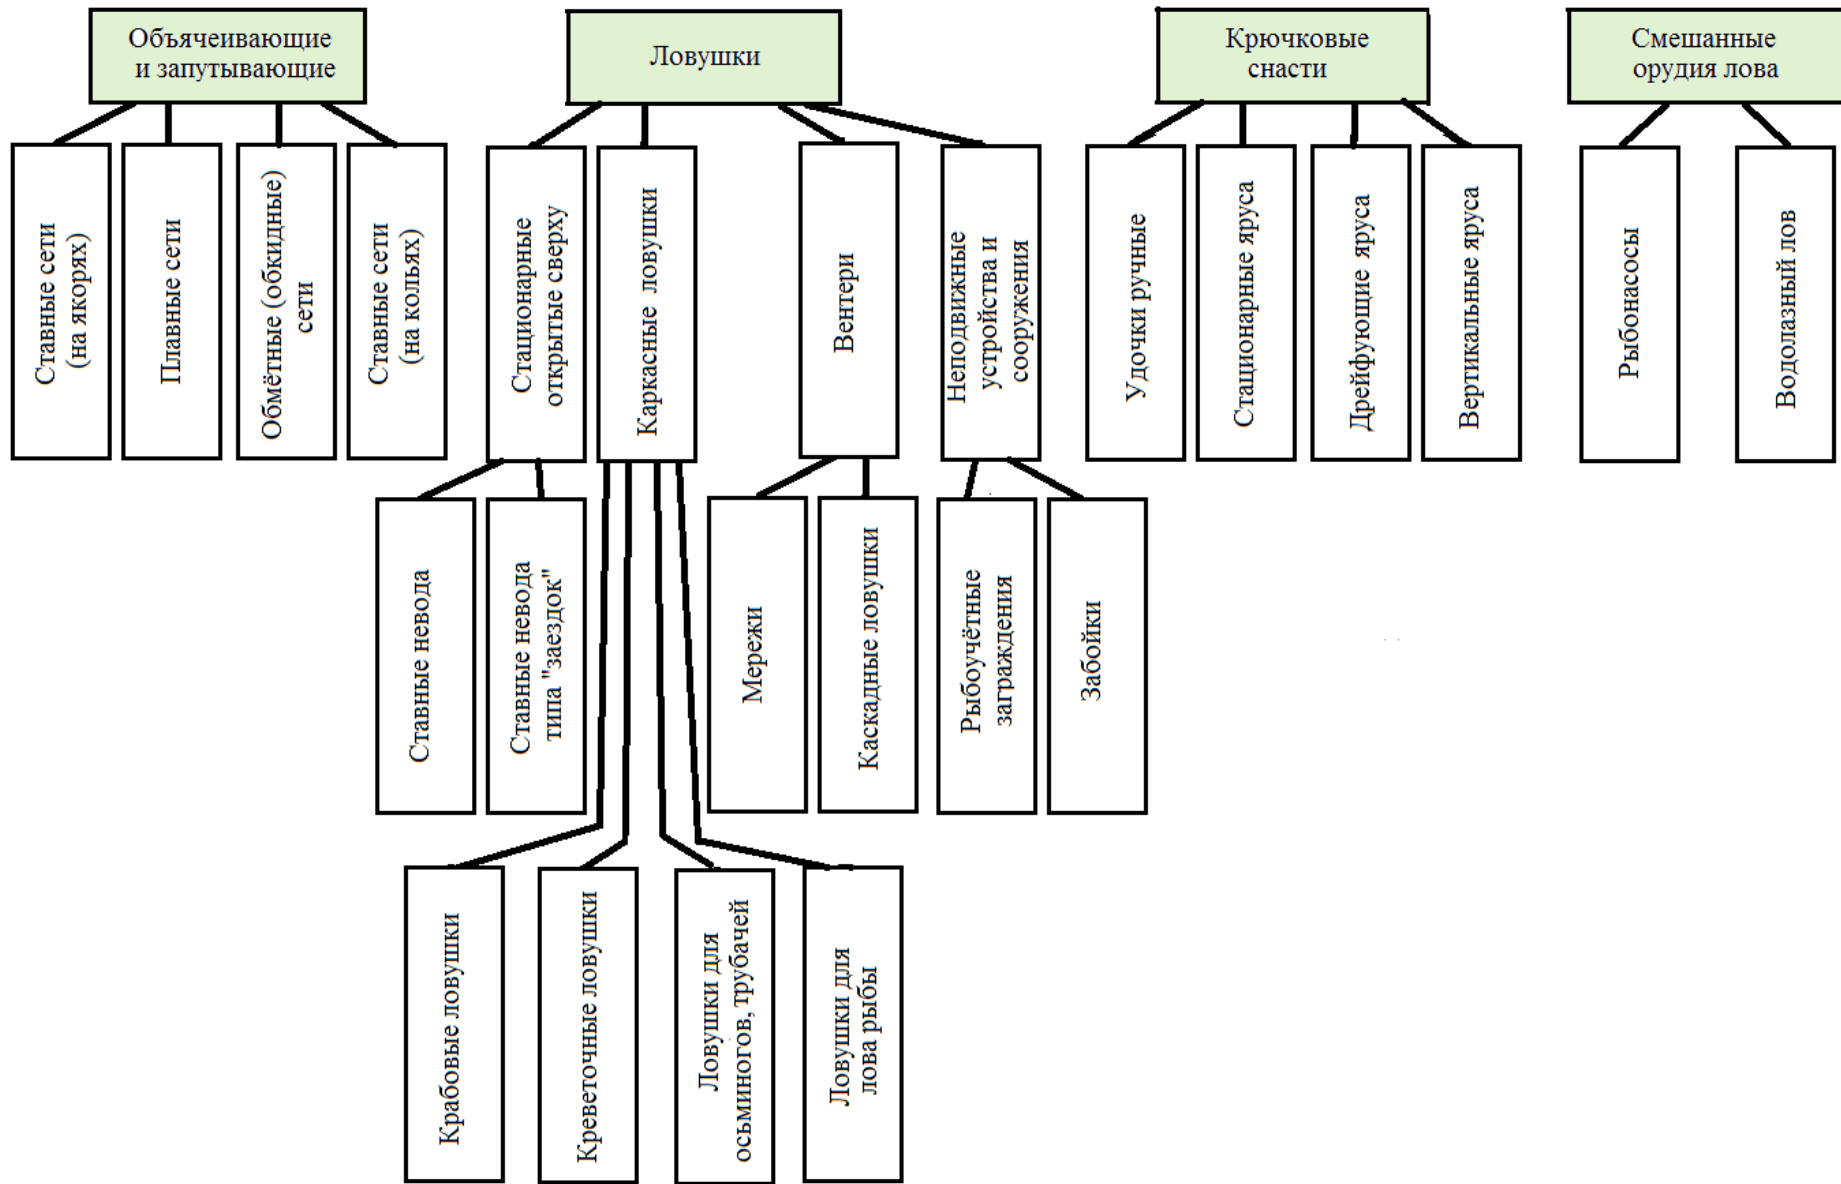 Объячеивающие
и запутывающие
Ловушки
Крючковые
снасти
Смешанные
орудия лова
Ставные сети
(на якорях)
Плавные сети
Обмётные (обкидные)
сети
Ставные сети
(на кольях)
Стационарные
открытые сверху
Каркасные ловушки
Вентери
Неподвижные
устройства и
сооружения
Удочки ручные
Стационарные яруса
Дрейфующие яруса
Вертикальные яруса
Рыбонасосы
Водолазный лов
Ставные невода
Ставные невода
типа "заездок"
Мережи
Каскадные ловушки
Рыбоучётные
заграждения
Забойки
Крабовые ловушки
Креветочные ловушки
Ловушки для
осьминогов, трубачей
Ловушки для
лова рыбы